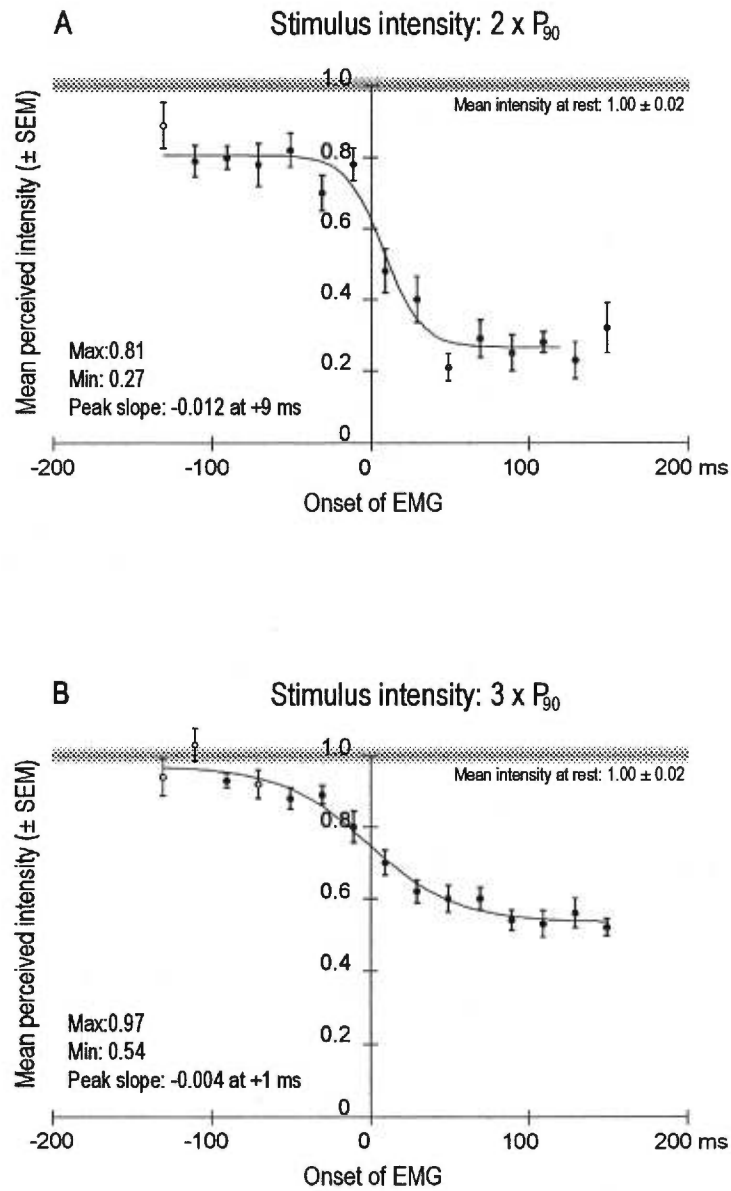 A
Stimulus intensity: 2 x P90
Mean perceived intensity (± SEM)
1.0
Mean intensity at rest: 1.00 ± 0.02
0.8
0.6
0.4
0.2
0
Max:0.81
Min: 0.27
Peak slope: -0.012 at +9 ms
-200 -100 0 100 200 ms
Onset of EMG
B
Stimulus intensity: 3 x P90
Mean perceived intensity (± SEM)
1.0
Mean intensity at rest: 1.00 ± 0.02
0.8
0.6
0.4
0.2
0
Max:0.97
Min: 0.54
Peak slope: -0.004 at +1 ms
-200 -100 0 100 200 ms
Onset of EMG